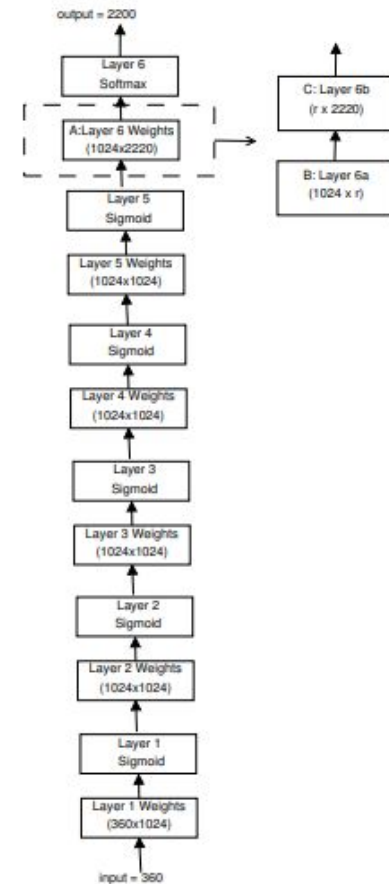 output = 2200
Layer 6
Softmax
A:Layer 6 Weights
(1024x2220)
Layer 5
Sigmoid
Layer 5 Weights
(1024x1024)
Layer 4
Sigmoid
Layer 4 Weights
(1024x1024)
Layer 3
Sigmoid
Layer 3 Weights
(1024x1024)
Layer 2
Sigmoid
Layer 2 Weights
(1024x1024)
Layer 1
Sigmoid
Layer 1 Weights
(360x1024)
input = 360
C: Layer 6b
(r x 2220)
B: Layer 6a
(1024 x r)